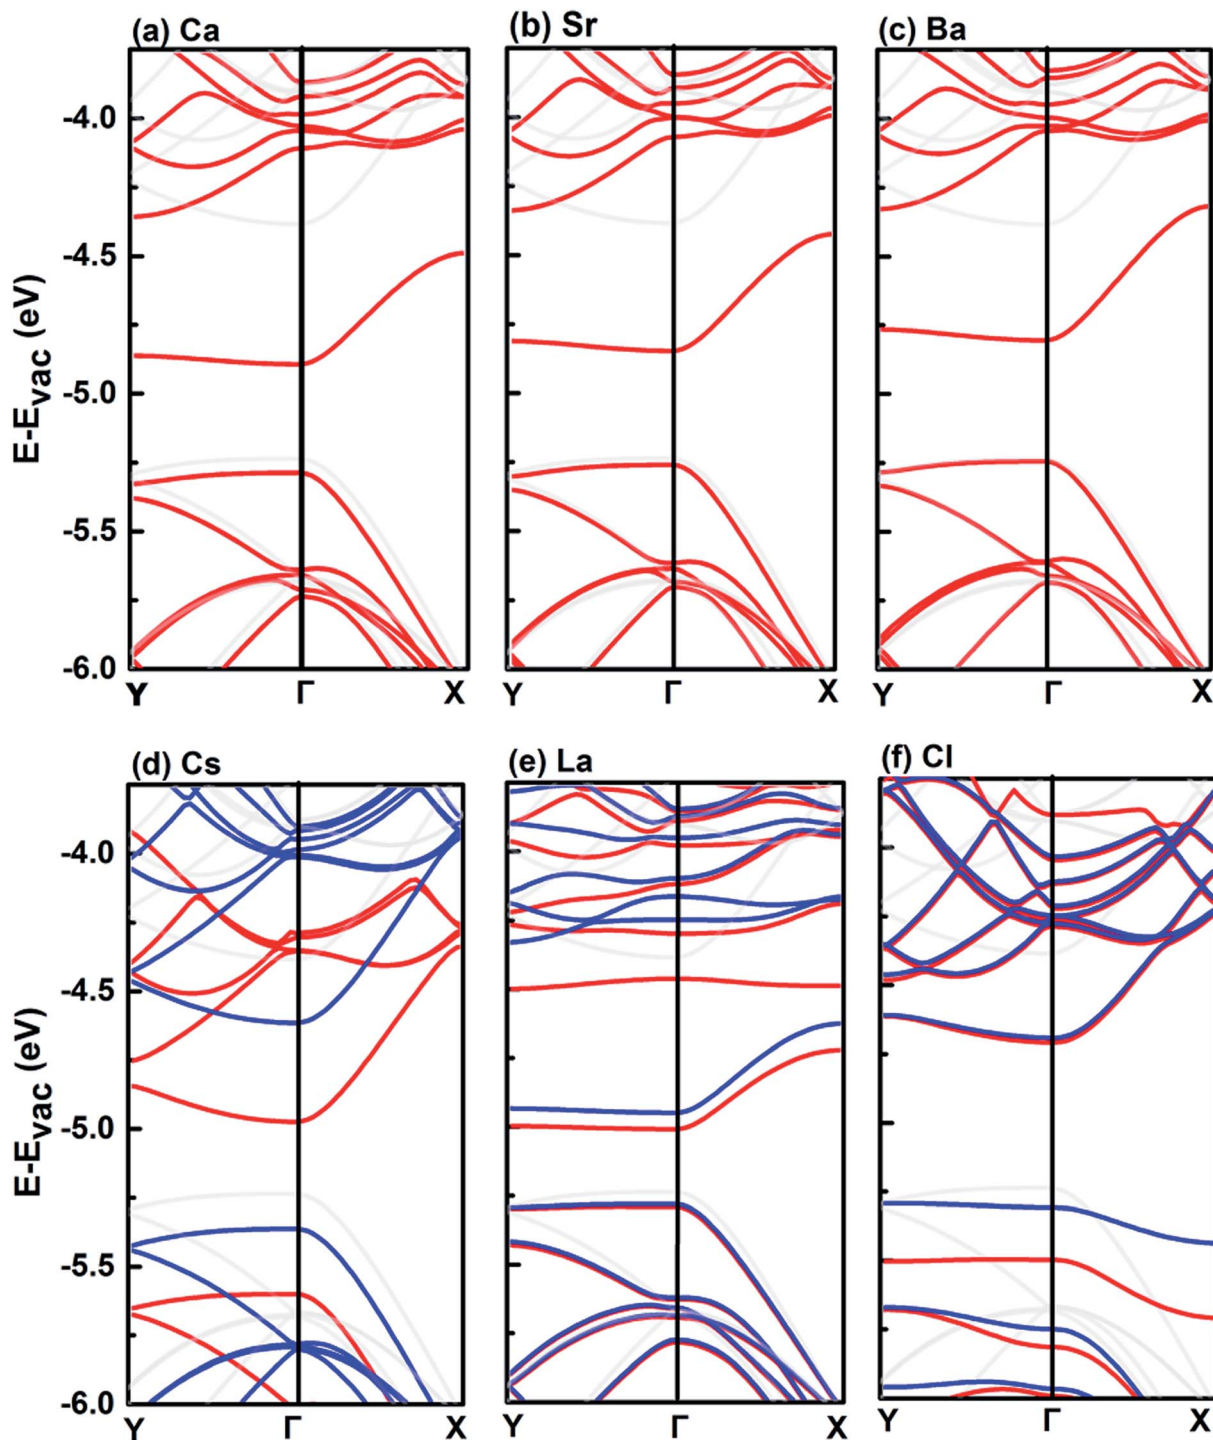 (a) Ca
(b) Sr
(c) Ba
E-Evac (eV)
-4.0
-4.5
-5.0
-5.5
-6.0
Y Γ X
Y Γ X
Y Γ X
(d) Cs
(e) La
(f) Cl
E-Evac (eV)
-4.0
-4.5
-5.0
-5.5
-6.0
Y Γ X
Y Γ X
Y Γ X